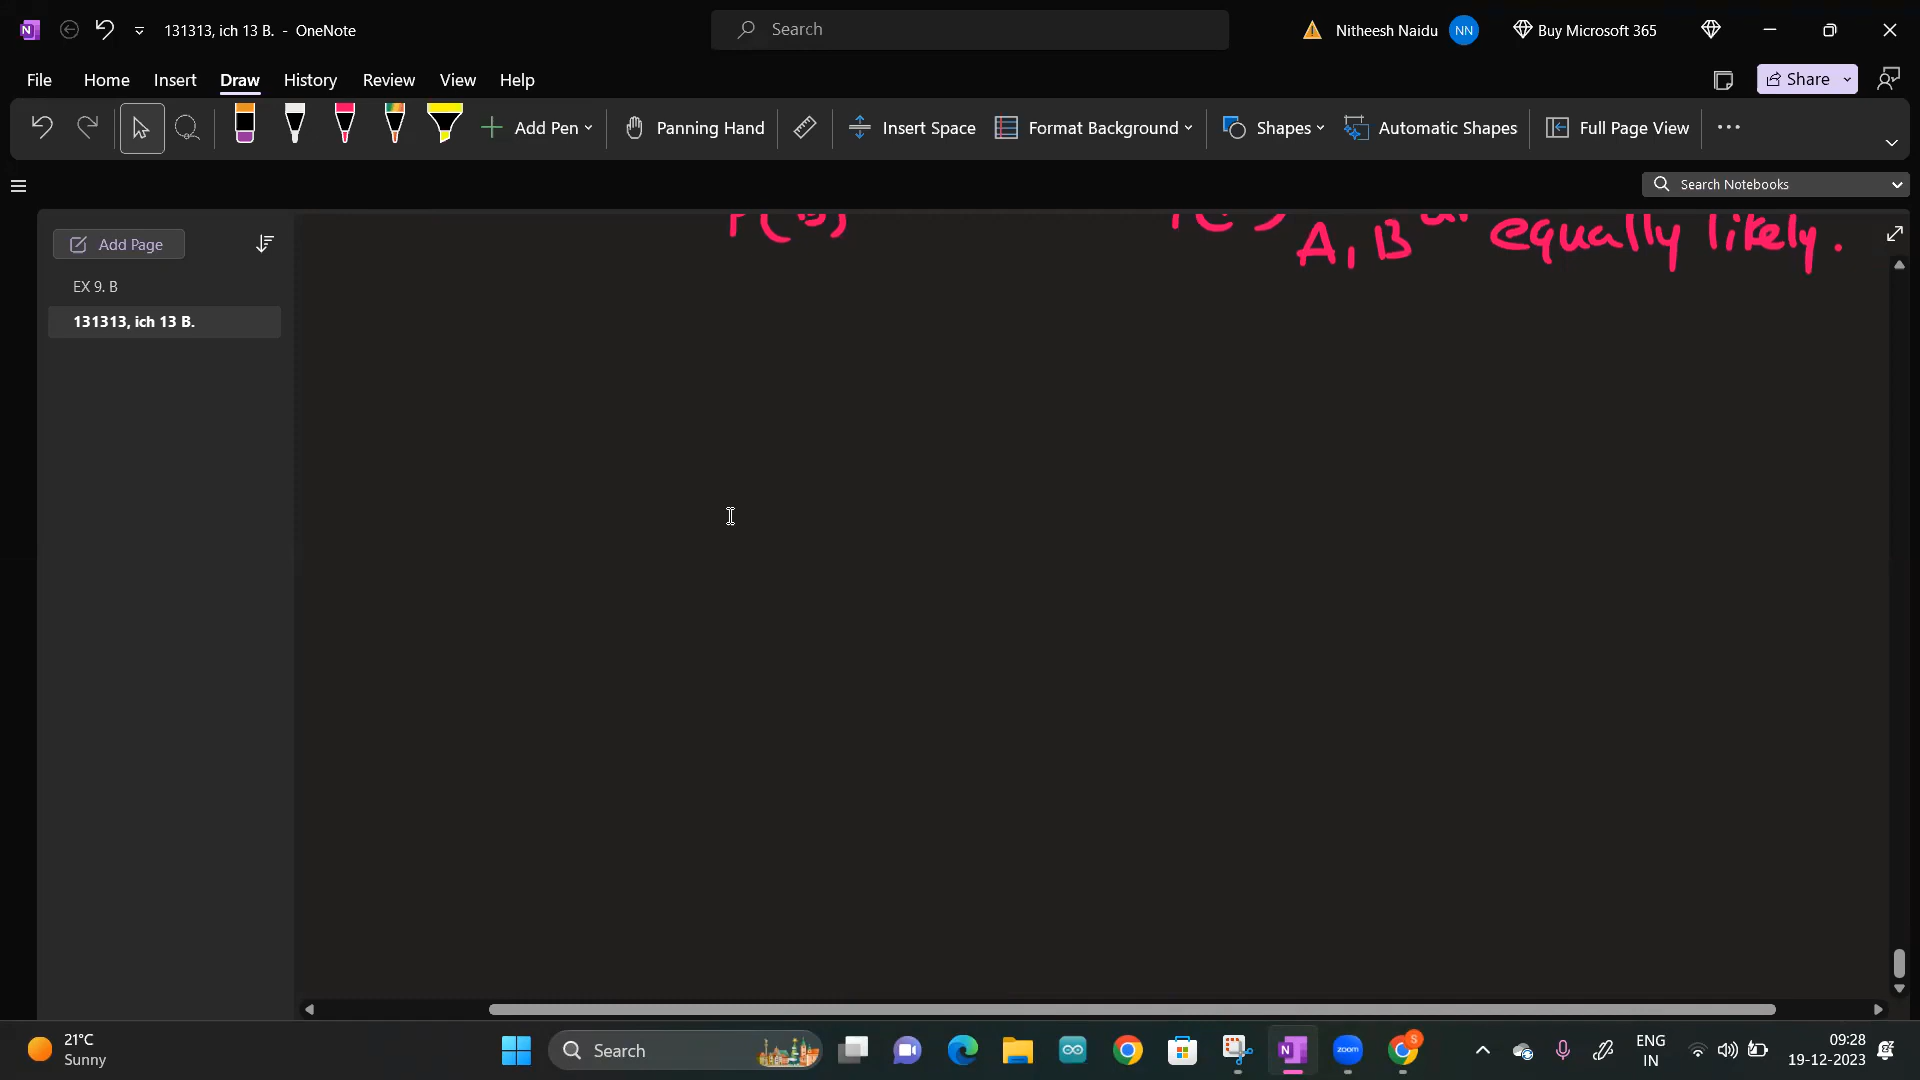 131313, ich 13 B. - OneNote
Search
Nitheesh Naidu
NN
Buy Microsoft 365
File Home Insert Draw History Review View Help
Share
Add Pen
Panning Hand
Insert Space
Format Background
Shapes
Automatic Shapes
Full Page View
Search Notebooks
Add Page
EX 9. B
131313, ich 13 B.
P(B)
A, B
equally likely.
21°C
Sunny
Search
zoom
S
ENG
IN
09:28
19-12-2023